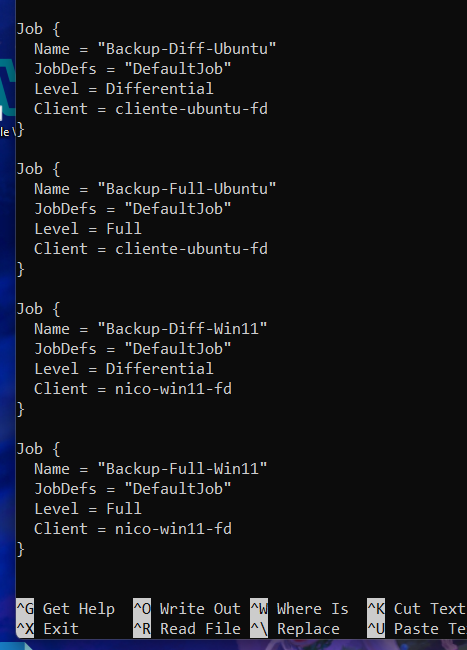 Job {
  Name = "Backup-Diff-Ubuntu"
  JobDefs = "DefaultJob"
  Level = Differential
  Client = cliente-ubuntu-fd
le \
}
Job {
  Name = "Backup-Full-Ubuntu"
  JobDefs = "DefaultJob"
  Level = Full
  Client = cliente-ubuntu-fd
}
Job {
  Name = "Backup-Diff-Win11"
  JobDefs = "DefaultJob"
  Level = Differential
  Client = nico-win11-fd
}
Job {
  Name = "Backup-Full-Win11"
  JobDefs = "DefaultJob"
  Level = Full
  Client = nico-win11-fd
}
^G Get Help  ^O Write Out ^W Where Is  ^K Cut Text
^X Exit      ^R Read File ^\ Replace   ^U Paste Te